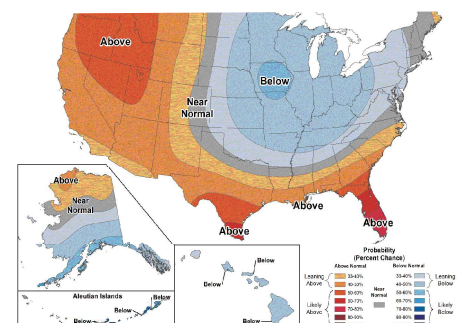 Above
Below
Near
Normal
Above
Above
Above
Above
Near
Normal
Below
Below
Below
Aleutian Islands
Below
Below
Below
Probability
(Percent Chance)
Above Normal
Below Normal
Leaning
Above
33-40%
40-50%
50-60%
Likely
Above
60-70%
70-80%
80-90%
Near
Normal
33-40%
40-50%
50-60%
60-70%
70-80%
80-90%
Leaning
Below
Likely
Below